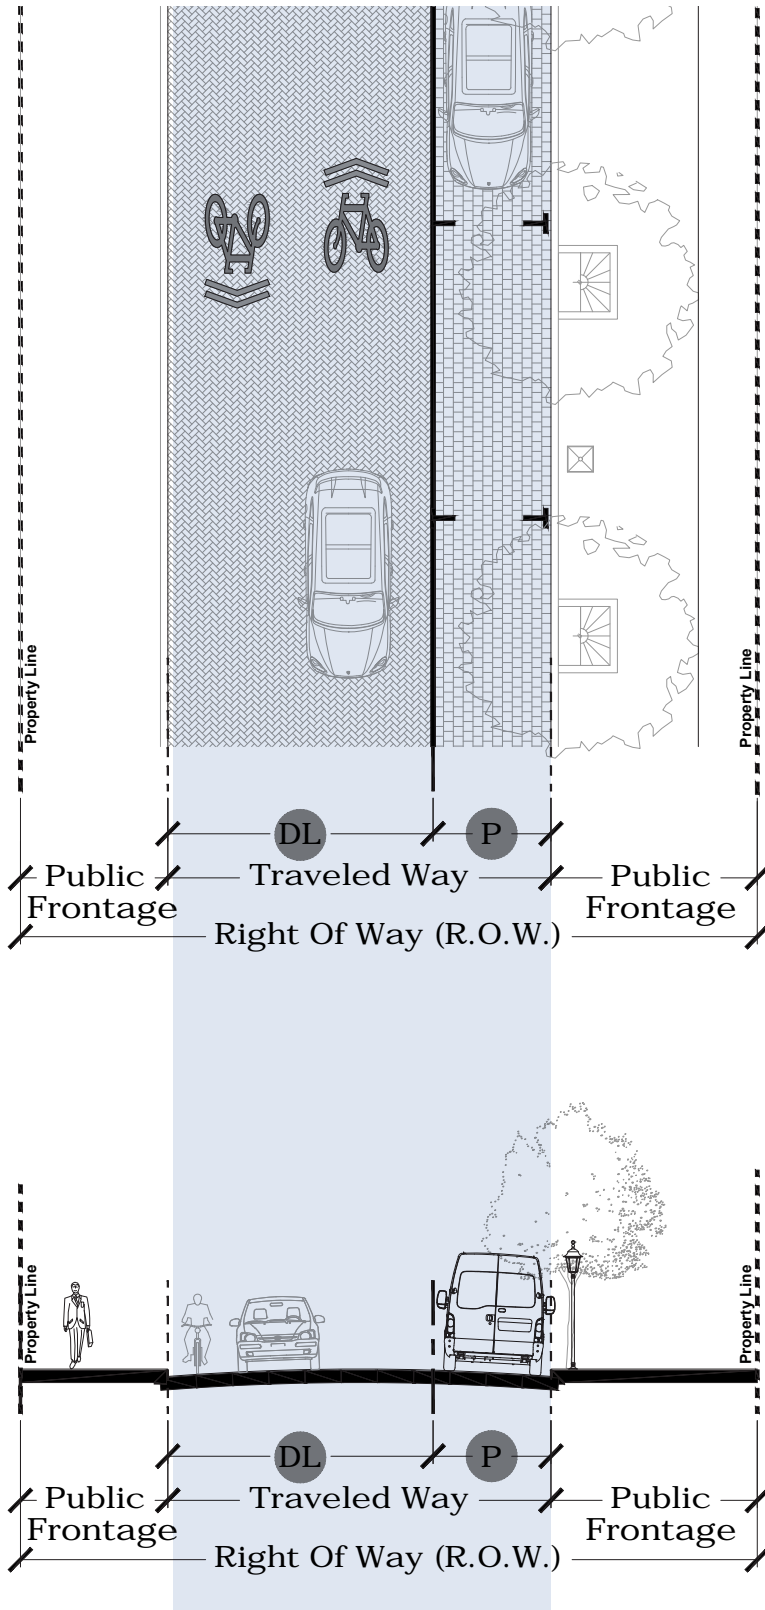 Property Line
Property Line
DL
P
Public
Frontage
Traveled Way
Public
Frontage
Right Of Way (R.O.W.)
Property Line
Property Line
DL
P
Public
Frontage
Traveled Way
Public
Frontage
Right Of Way (R.O.W.)